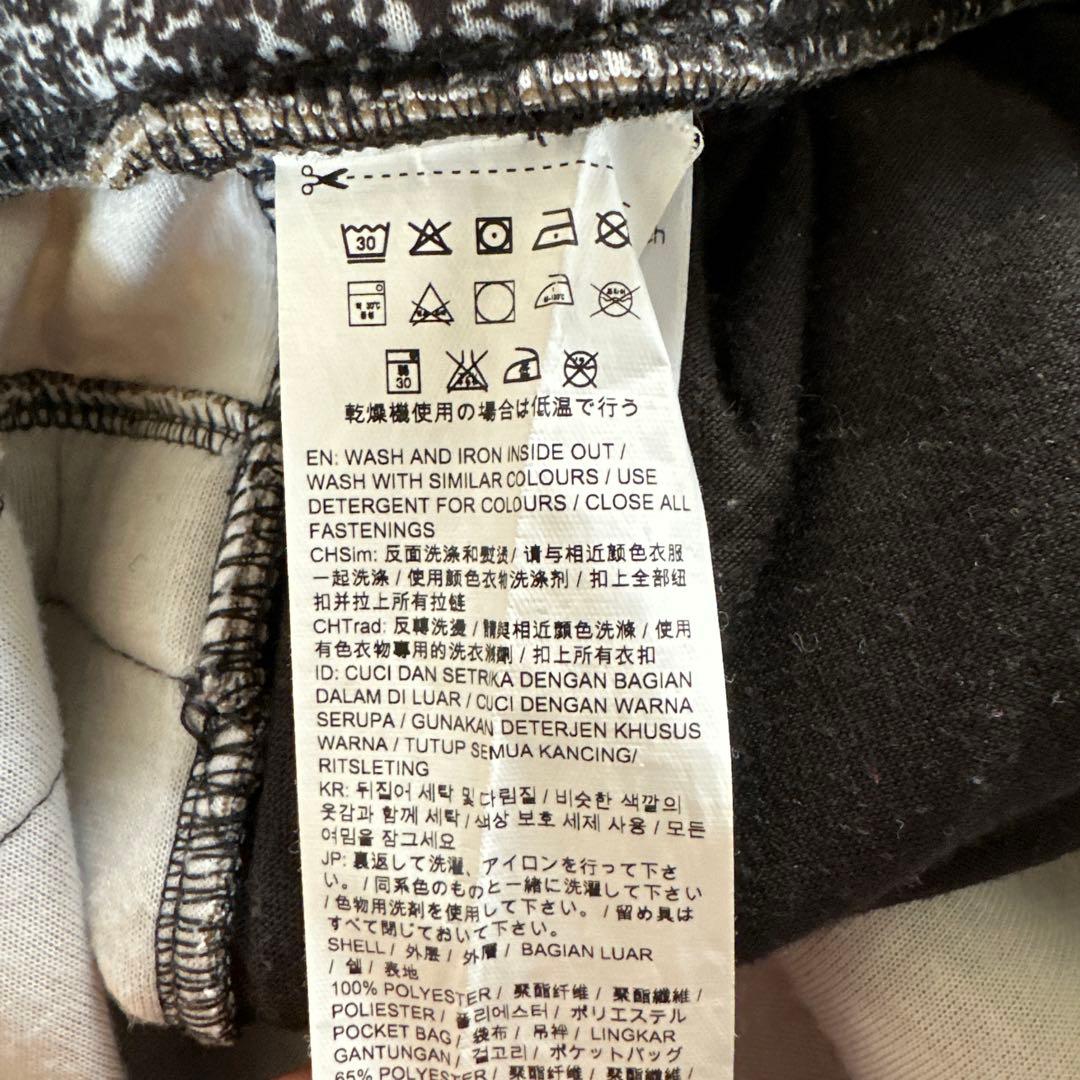 30
30
乾燥機使用の場合は低温で行う
EN: WASH AND IRON INSIDE OUT /
WASH WITH SIMILAR COLOURS / USE
DETERGENT FOR COLOURS / CLOSE ALL
FASTENINGS
CHSim: 反面洗涤和熨烫/ 请与相近颜色衣服
一起洗涤 / 使用颜色衣物洗涤剂 / 扣上全部纽
扣并拉上所有拉链
CHTrad: 反轉洗燙 / 請與相近顏色洗滌 / 使用
有色衣物專用的洗衣劑 / 扣上所有衣扣
ID: CUCI DAN SETRIKA DENGAN BAGIAN
DALAM DI LUAR / CUCI DENGAN WARNA
SERUPA / GUNAKAN DETERJEN KHUSUS
WARNA / TUTUP SEMUA KANCING/
RITSLETING
KR: 뒤집어 세탁 및 다림질 / 비슷한 색깔의
옷감과 함께 세탁 / 색상 보호 세제 사용 / 모든
여밈을 잠그세요
JP: 裏返して洗濯、アイロンを行って下さ
い。/ 同系色のものと一緒に洗濯して下さい
/ 色物用洗剤を使用して下さい。/ 留め具は
すべて閉じておいて下さい。
SHELL / 外层 / 外層 / BAGIAN LUAR
/ 쉘 / 表地
100% POLYESTER / 聚酯纤维 / 聚酯纖維 /
POLIESTER / 폴리에스터 / ポリエステル
POCKET BAG / 袋布 / 吊袢 / LINGKAR
GANTUNGAN / 걸고리 / ポケットバッグ
65% POLYESTER / 聚酯纤维 / 聚酯纖維 /